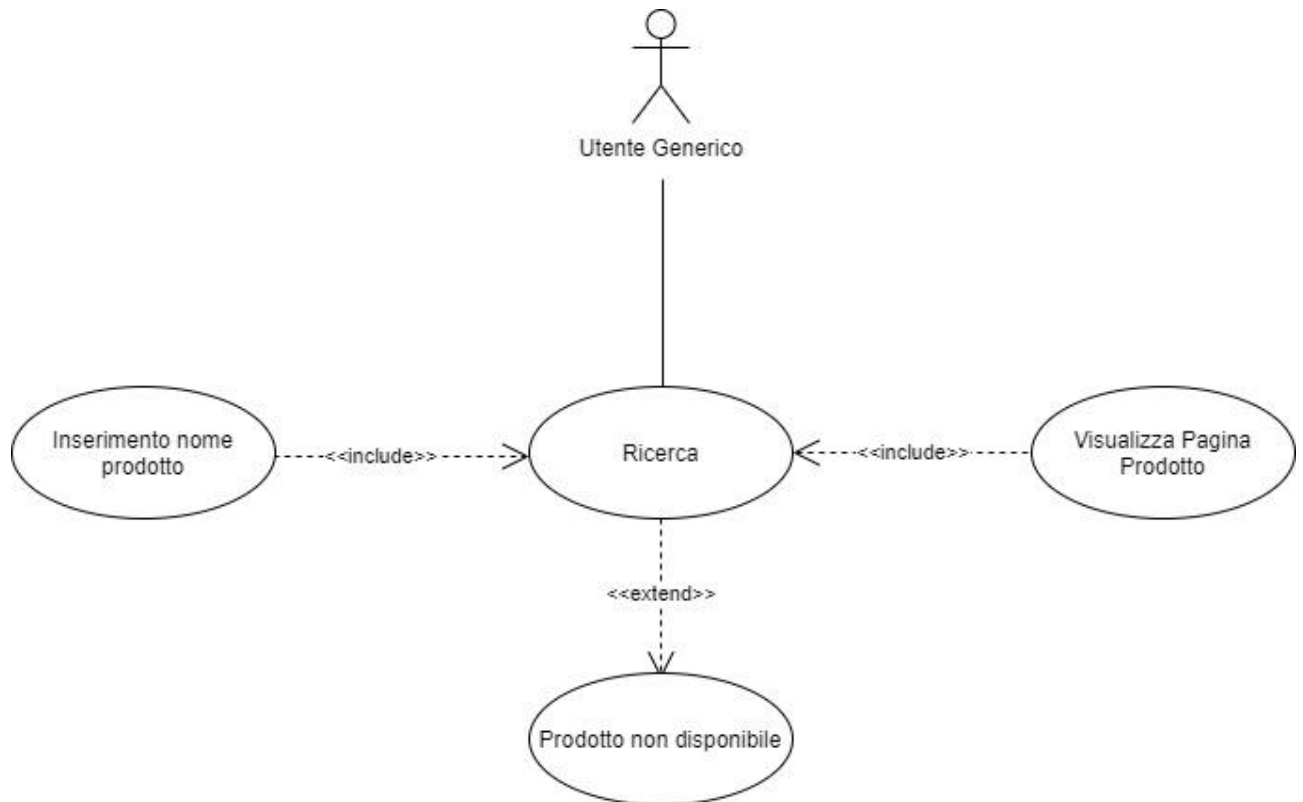 Utente Generico
Inserimento nome
prodotto
<<include>>
Ricerca
<<include>>
Visualizza Pagina
Prodotto
<<extend>>
Prodotto non disponibile